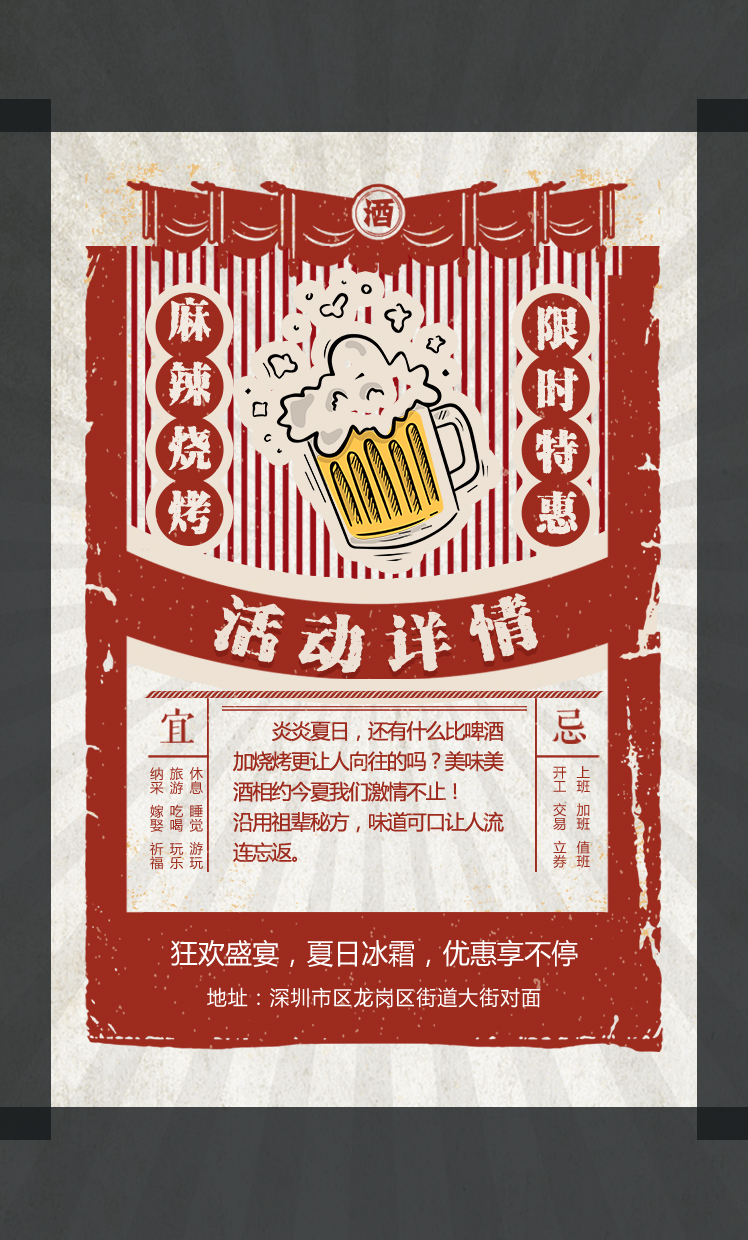 酒
麻辣烧烤
限时特惠
活动详情
宜
休息 睡觉 游玩
旅游 吃喝 玩乐
纳采 嫁娶 祈福
炎炎夏日，还有什么比啤酒
加烧烤更让人向往的吗？美味美
酒相约今夏我们激情不止！
沿用祖辈秘方，味道可口让人流
连忘返。
忌
上班 加班 值班
开工 交易 立券
狂欢盛宴，夏日冰霜，优惠享不停
地址：深圳市区龙岗区街道大街对面